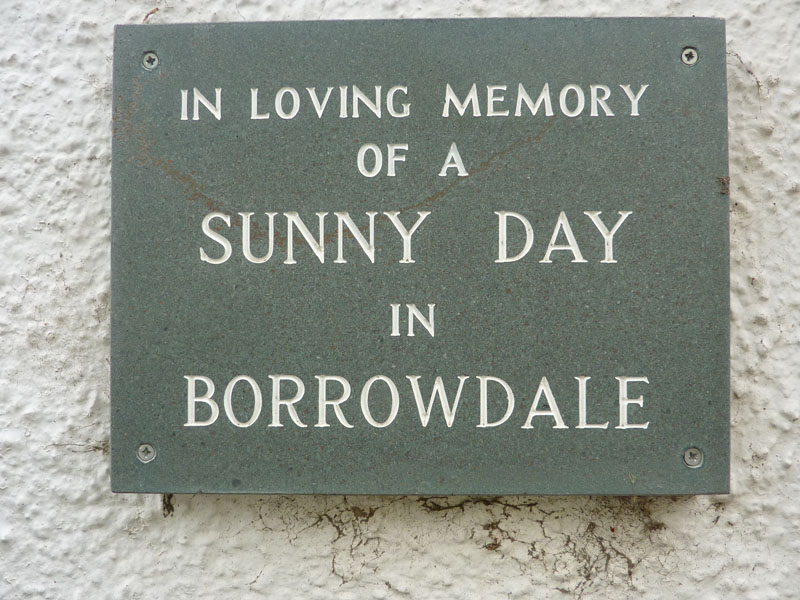 IN LOVING MEMORY
OF A
SUNNY DAY
IN
BORROWDALE